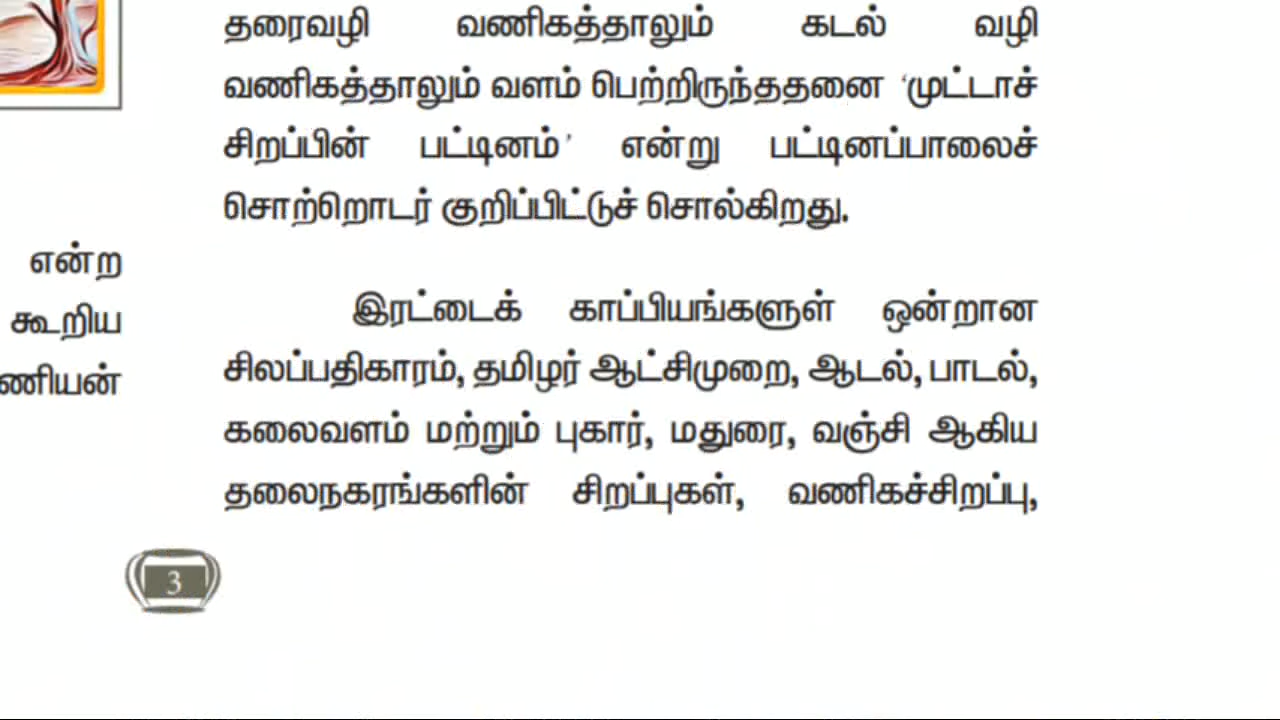 தரைவழி வணிகத்தாலும் கடல் வழி
வணிகத்தாலும் வளம் பெற்றிருந்ததனை ‘முட்டாச்
சிறப்பின் பட்டினம்’ என்று பட்டினப்பாலைச்
சொற்றொடர் குறிப்பிட்டுச் சொல்கிறது.
என்ற
கூறிய
இரட்டைக் காப்பியங்களுள் ஒன்றான
சிலப்பதிகாரம், தமிழர் ஆட்சிமுறை, ஆடல், பாடல்,
கலைவளம் மற்றும் புகார், மதுரை, வஞ்சி ஆகிய
தலைநகரங்களின் சிறப்புகள், வணிகச்சிறப்பு,
3